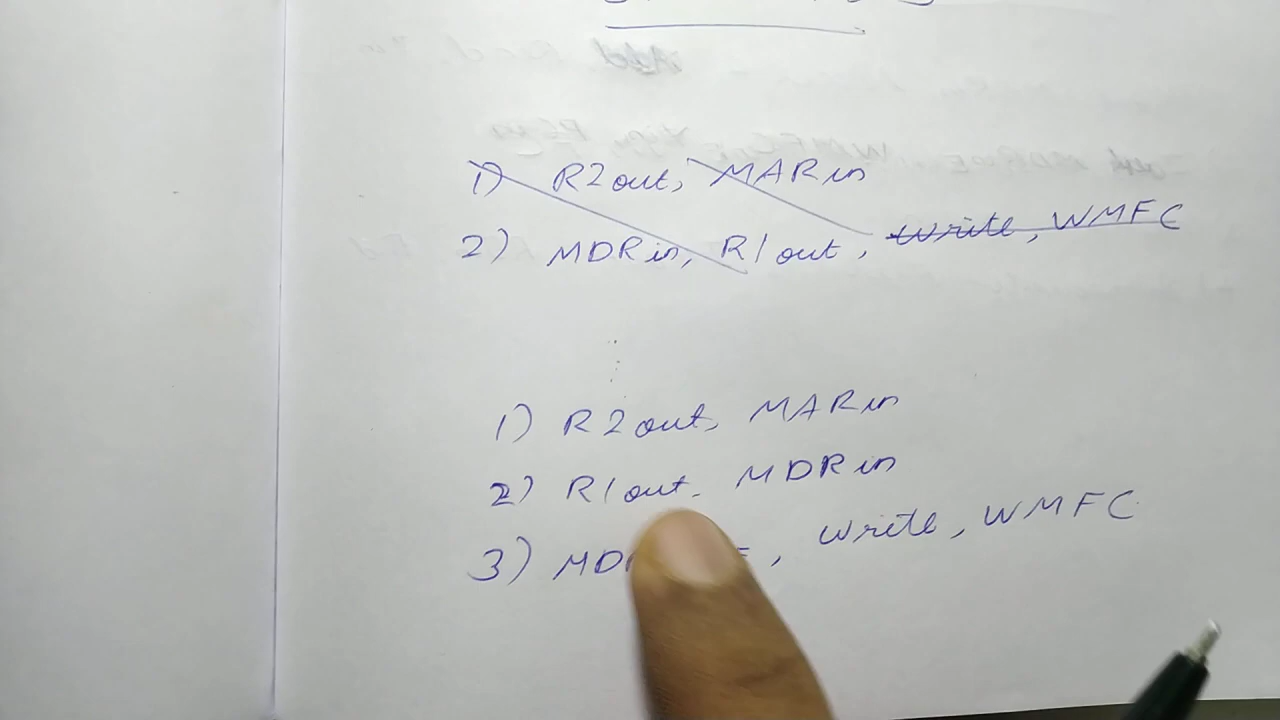 1) R2out, MARin
2) MDRin, R1out, Write, WMFC
1) R2out, MARin
2) R1out. MDRin
3) , Write, WMFC